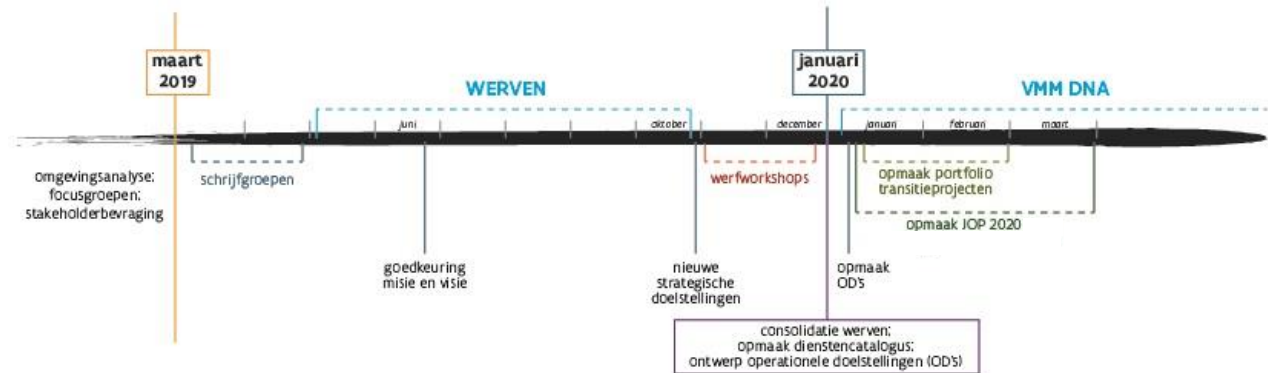 maart
2019
januari
2020
WERVEN
VMM DNA
juni
oktober
december
januari
februari
maart
omgevingsanalyse;
focusgroepen;
stakeholderbevraging
schrijfgroepen
werfworkshops
opmaak portfolio
transitieprojecten
opmaak JOP 2020
goedkeuring
misie en visie
nieuwe
strategische
doelstellingen
opmaak
OD's
consolidatie werven;
opmaak dienstencatalogus;
ontwerp operationele doelstellingen (OD's)